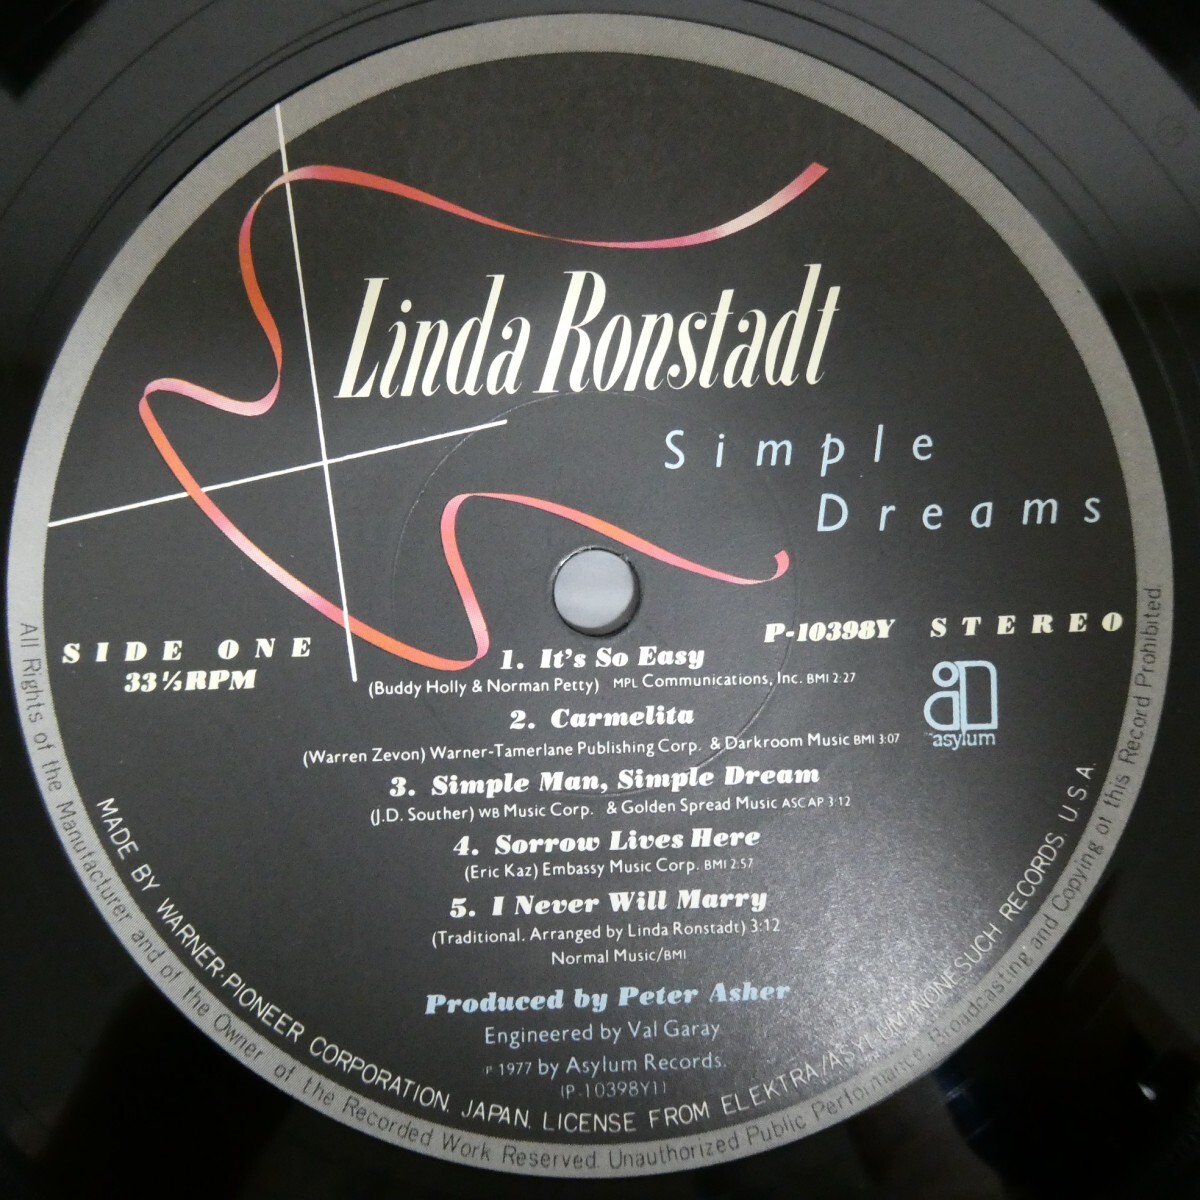 Linda Ronstadt
Simple
Dreams
SIDE ONE
33⅓RPM
P-10398Y STEREO
asylum
1. It's So Easy
(Buddy Holly & Norman Petty) MPL Communications, Inc. BMI 2:27
2. Carmelita
(Warren Zevon) Warner-Tamerlane Publishing Corp. & Darkroom Music BMI 3:07
3. Simple Man, Simple Dream
(J.D. Souther) WB Music Corp. & Golden Spread Music ASCAP 3:12
4. Sorrow Lives Here
(Eric Kaz) Embassy Music Corp. BMI 2:57
5. I Never Will Marry
(Traditional. Arranged by Linda Ronstadt) 3:12
Normal Music/BMI
Produced by Peter Asher
Engineered by Val Garay
℗ 1977 by Asylum Records.
(P-10398Y1)
MADE BY WARNER-PIONEER CORPORATION. JAPAN. LICENSE FROM ELEKTRA/ASYLUM/NONESUCH RECORDS. U.S.A.
All Rights of the Manufacturer and of the Owner of the Recorded Work Reserved. Unauthorized Public Performance, Broadcasting and Copying of this Record Prohibited.